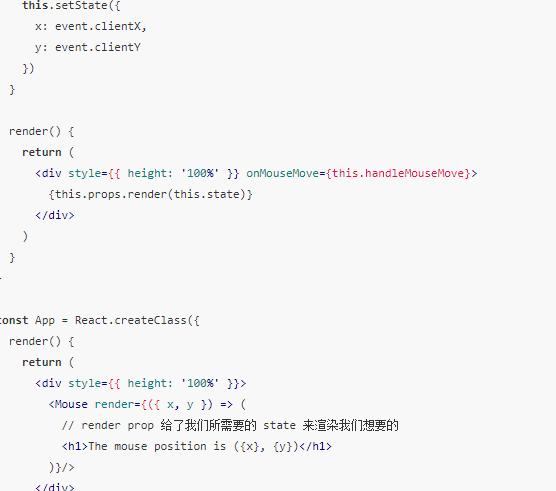 this.setState({
x: event.clientX,
y: event.clientY
})
}
render() {
return (
<div style={{ height: '100%' }} onMouseMove={this.handleMouseMove}>
{this.props.render(this.state)}
</div>
)
}
const App = React.createClass({
render() {
return (
<div style={{ height: '100%' }}>
<Mouse render={({ x, y }) => (
// render prop 给了我们所需要的 state 来渲染我们想要的
<h1>The mouse position is ({x}, {y})</h1>
)}/>
</div>